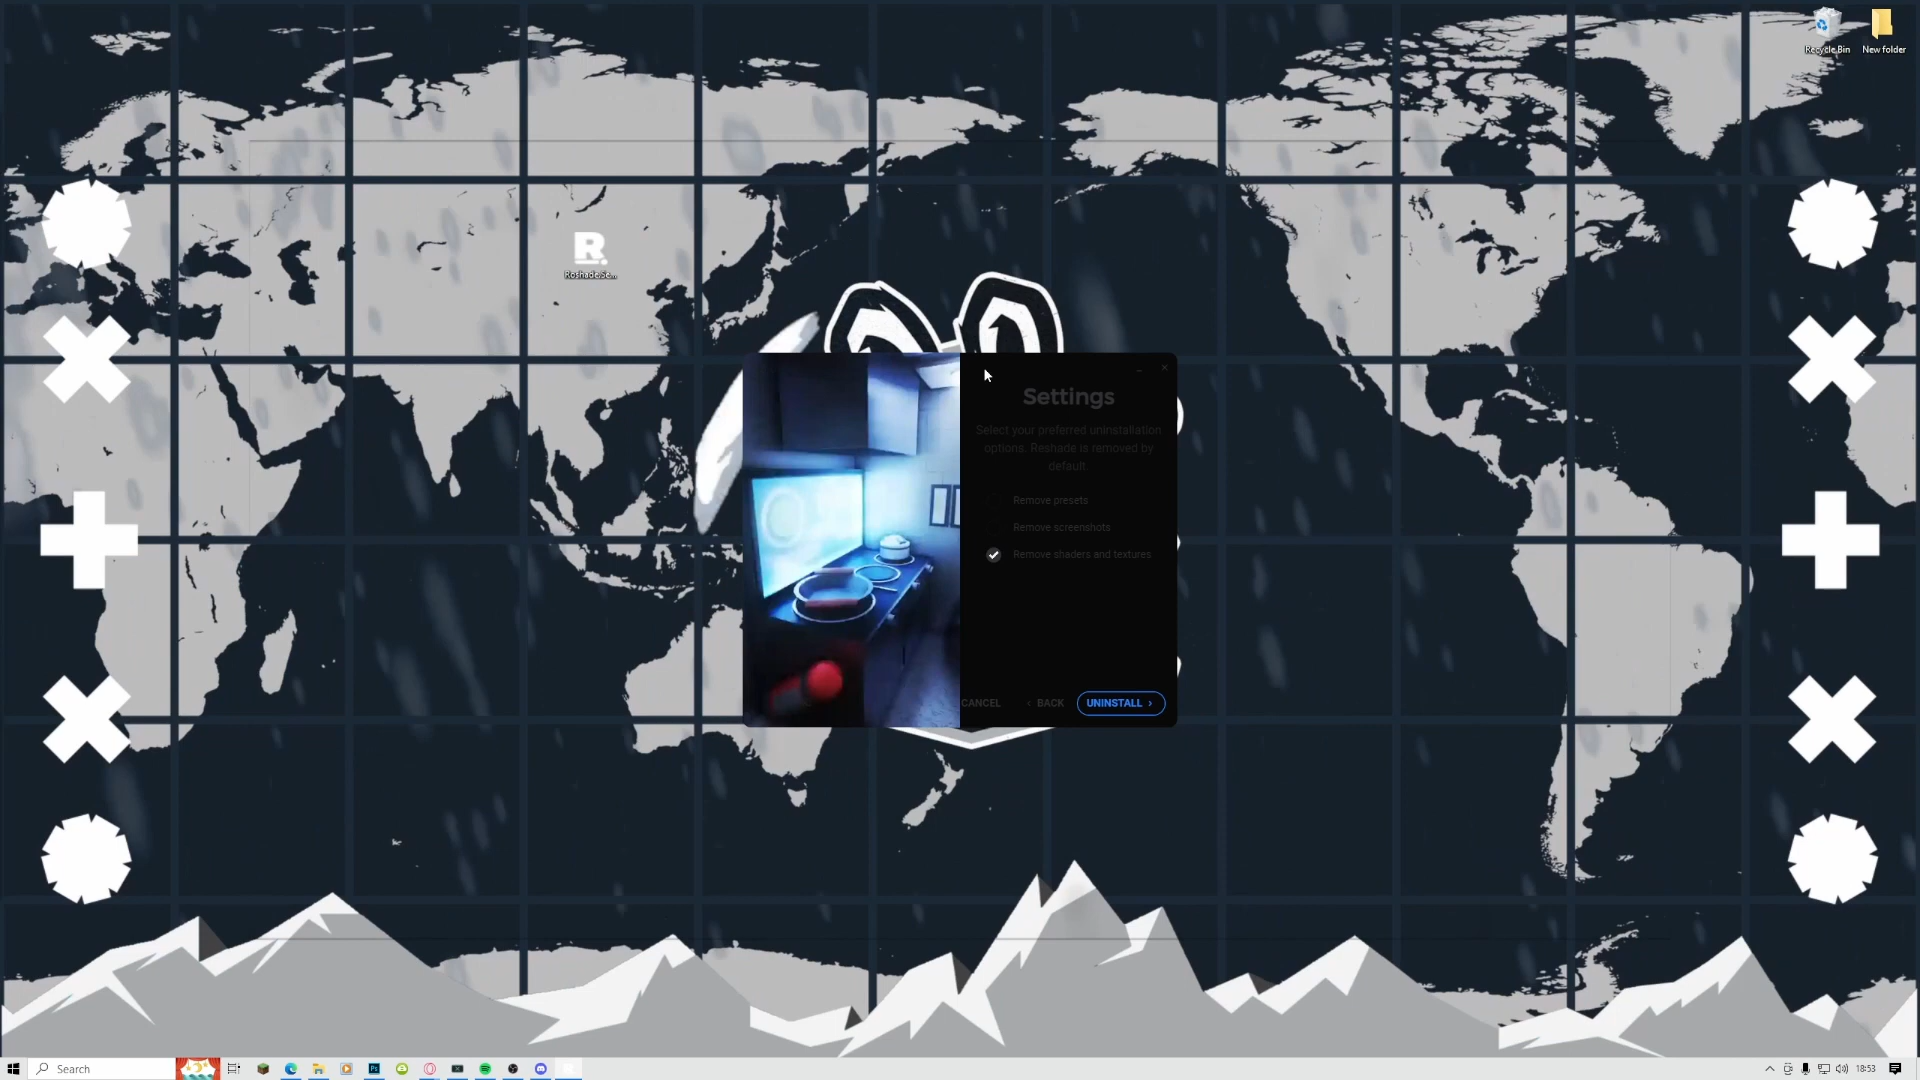 Recycle Bin
New folder
R.
Roshade.Se...
Settings
Select your preferred uninstallation
options. Reshade is removed by
default.
Remove presets
Remove screenshots
Remove shaders and textures
CANCEL
‹ BACK
UNINSTALL ›
Search
Ps
18:53